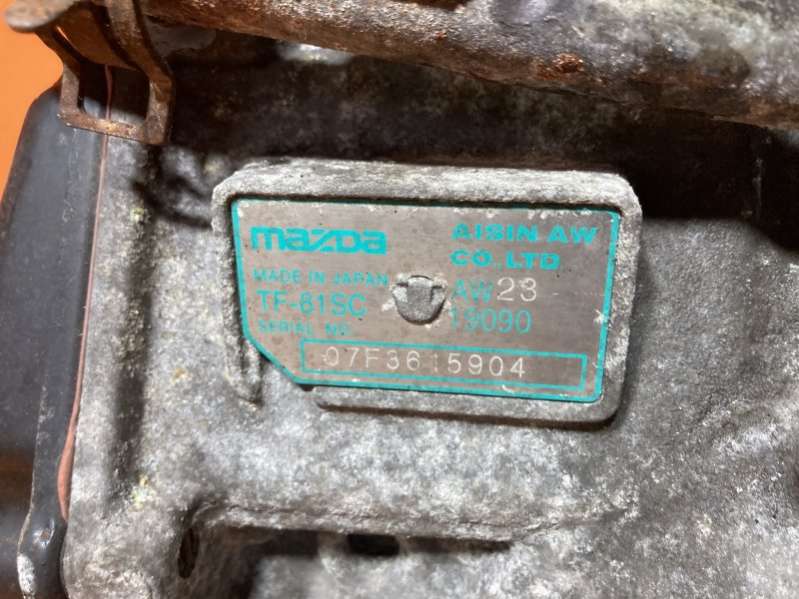 mazda
AISIN AW
CO.,LTD
MADE IN JAPAN
TF-81SC
AW23
19090
SERIAL NO.
07F3615904